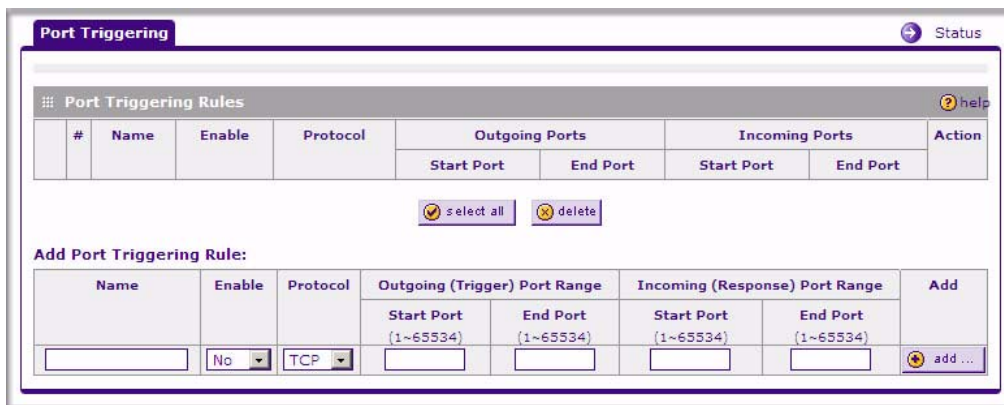 Port Triggering Status
Port Triggering Rules help
# Name Enable Protocol Outgoing Ports Incoming Ports Action
Start Port End Port Start Port End Port
select all delete
Add Port Triggering Rule:
Name Enable Protocol Outgoing (Trigger) Port Range Incoming (Response) Port Range Add
Start Port End Port Start Port End Port
(1~65534) (1~65534) (1~65534) (1~65534)
No TCP add ...